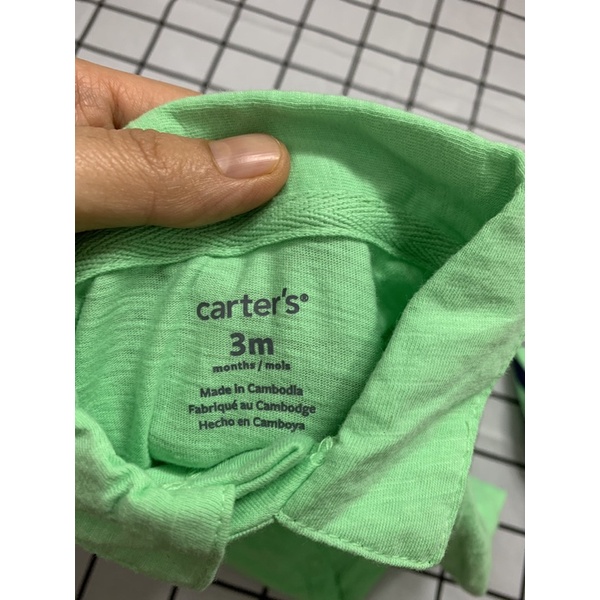 carter's®
3m
months / mois
Made in Cambodia
Fabriqué au Cambodge
Hecho en Camboya